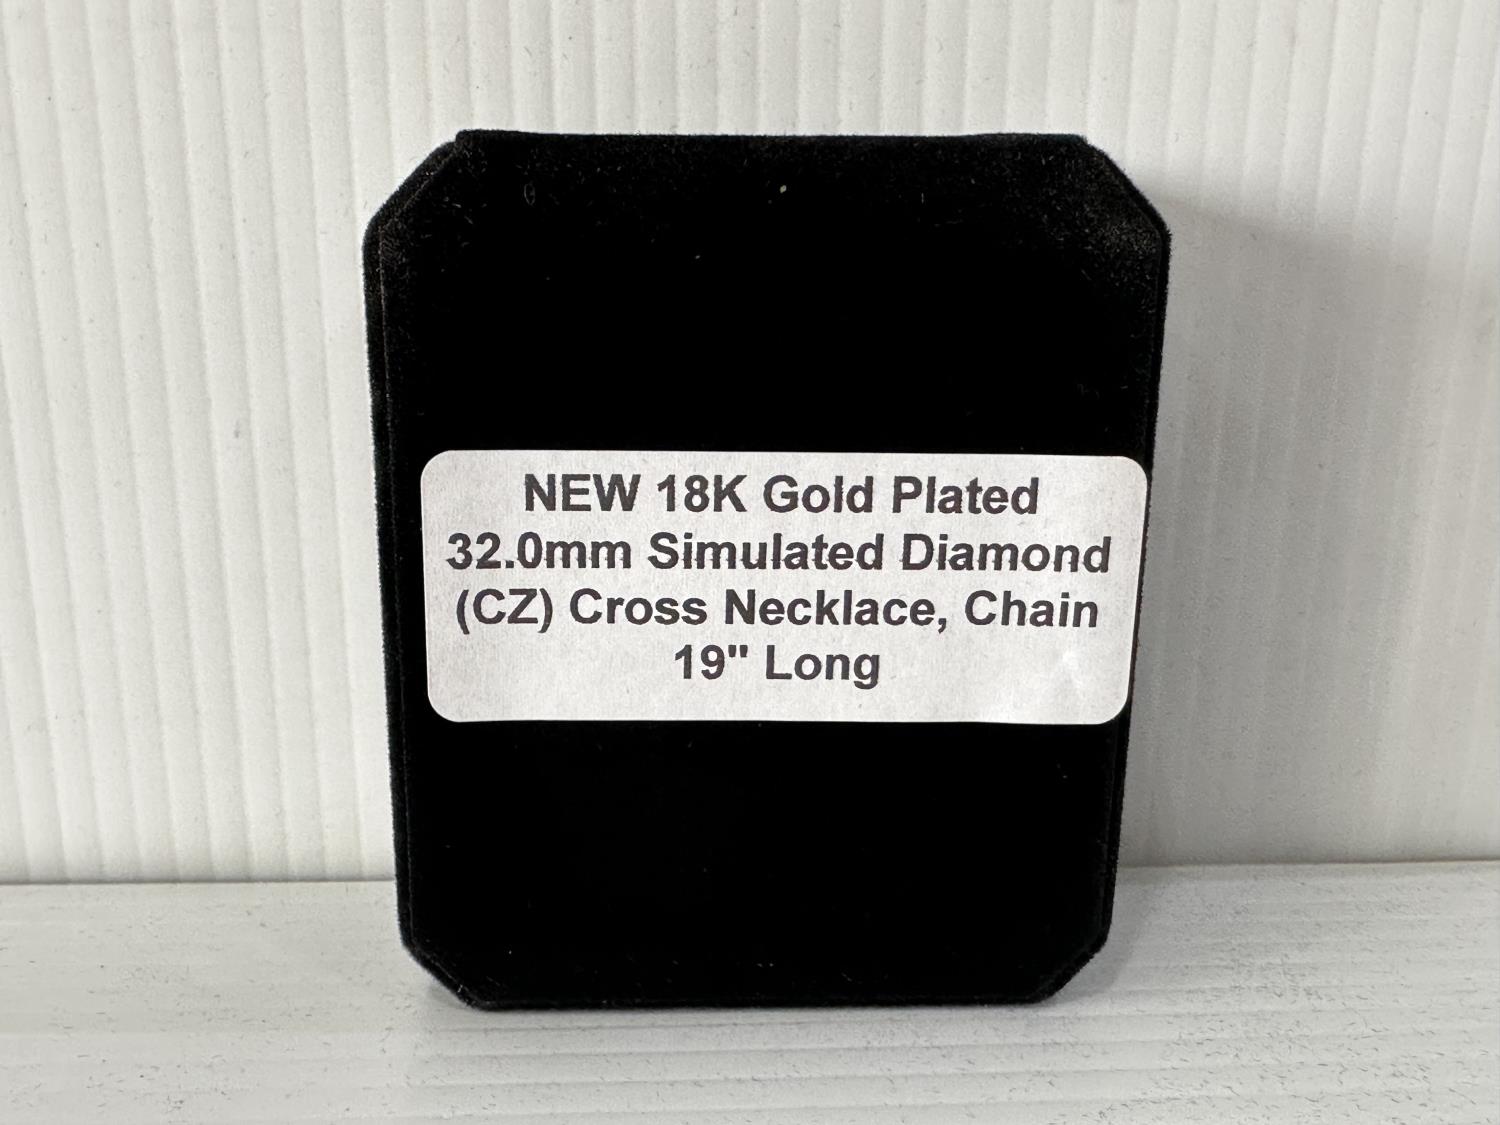 NEW 18K Gold Plated
32.0mm Simulated Diamond
(CZ) Cross Necklace, Chain
19" Long